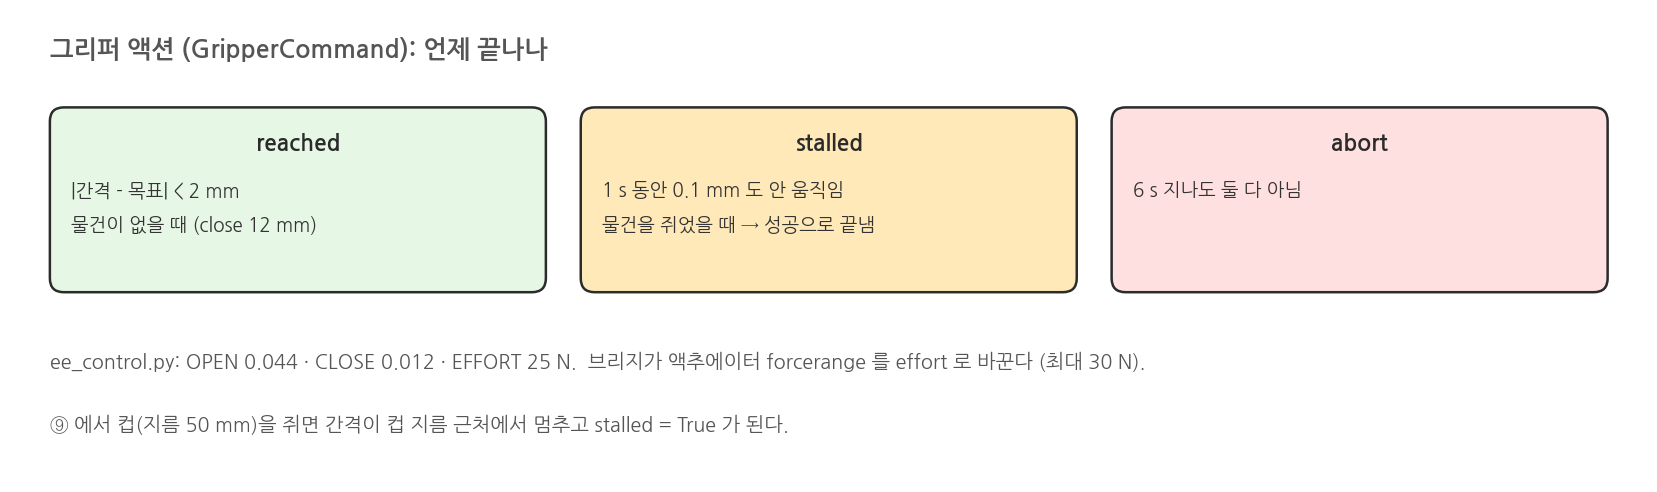 그리퍼 액션 (GripperCommand): 언제 끝나나
reached
|간격 - 목표| < 2 mm
물건이 없을 때 (close 12 mm)
stalled
1 s 동안 0.1 mm 도 안 움직임
물건을 쥐었을 때 → 성공으로 끝냄
abort
6 s 지나도 둘 다 아님
ee_control.py: OPEN 0.044 · CLOSE 0.012 · EFFORT 25 N. 브리지가 액추에이터 forcerange 를 effort 로 바꾼다 (최대 30 N).
⑨ 에서 컵(지름 50 mm)을 쥐면 간격이 컵 지름 근처에서 멈추고 stalled = True 가 된다.